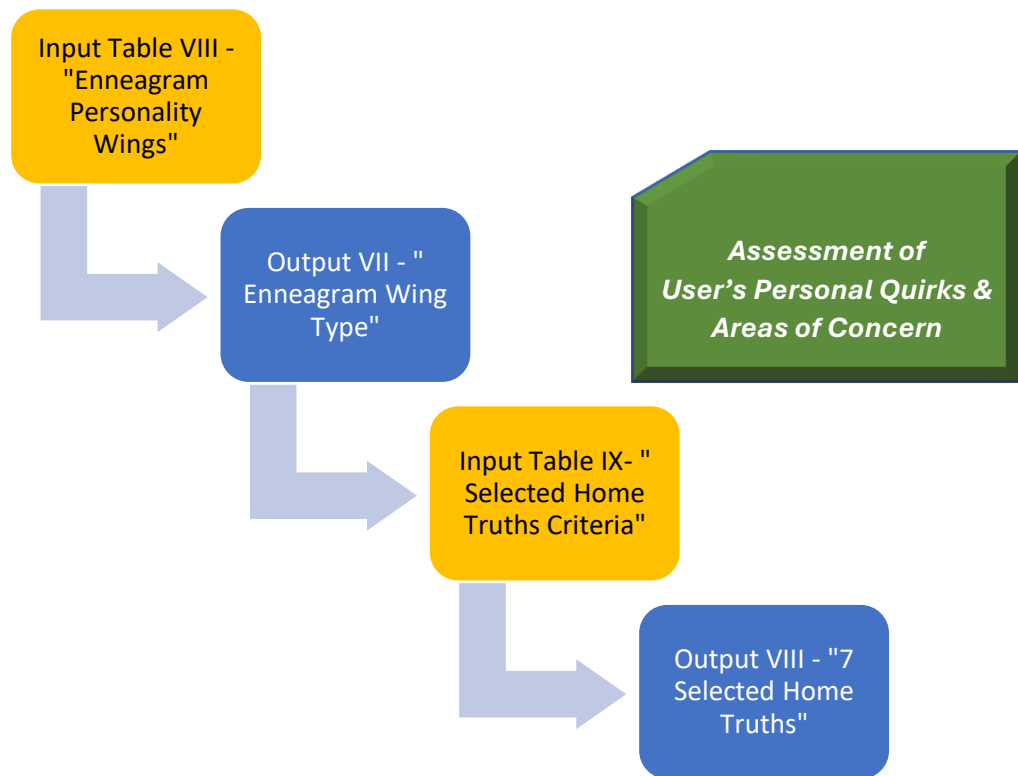 Input Table VIII -
"Enneagram
Personality
Wings"
Output VII - "
Enneagram Wing
Type"
Assessment of
User’s Personal Quirks &
Areas of Concern
Input Table IX- "
Selected Home
Truths Criteria"
Output VIII - "7
Selected Home
Truths"